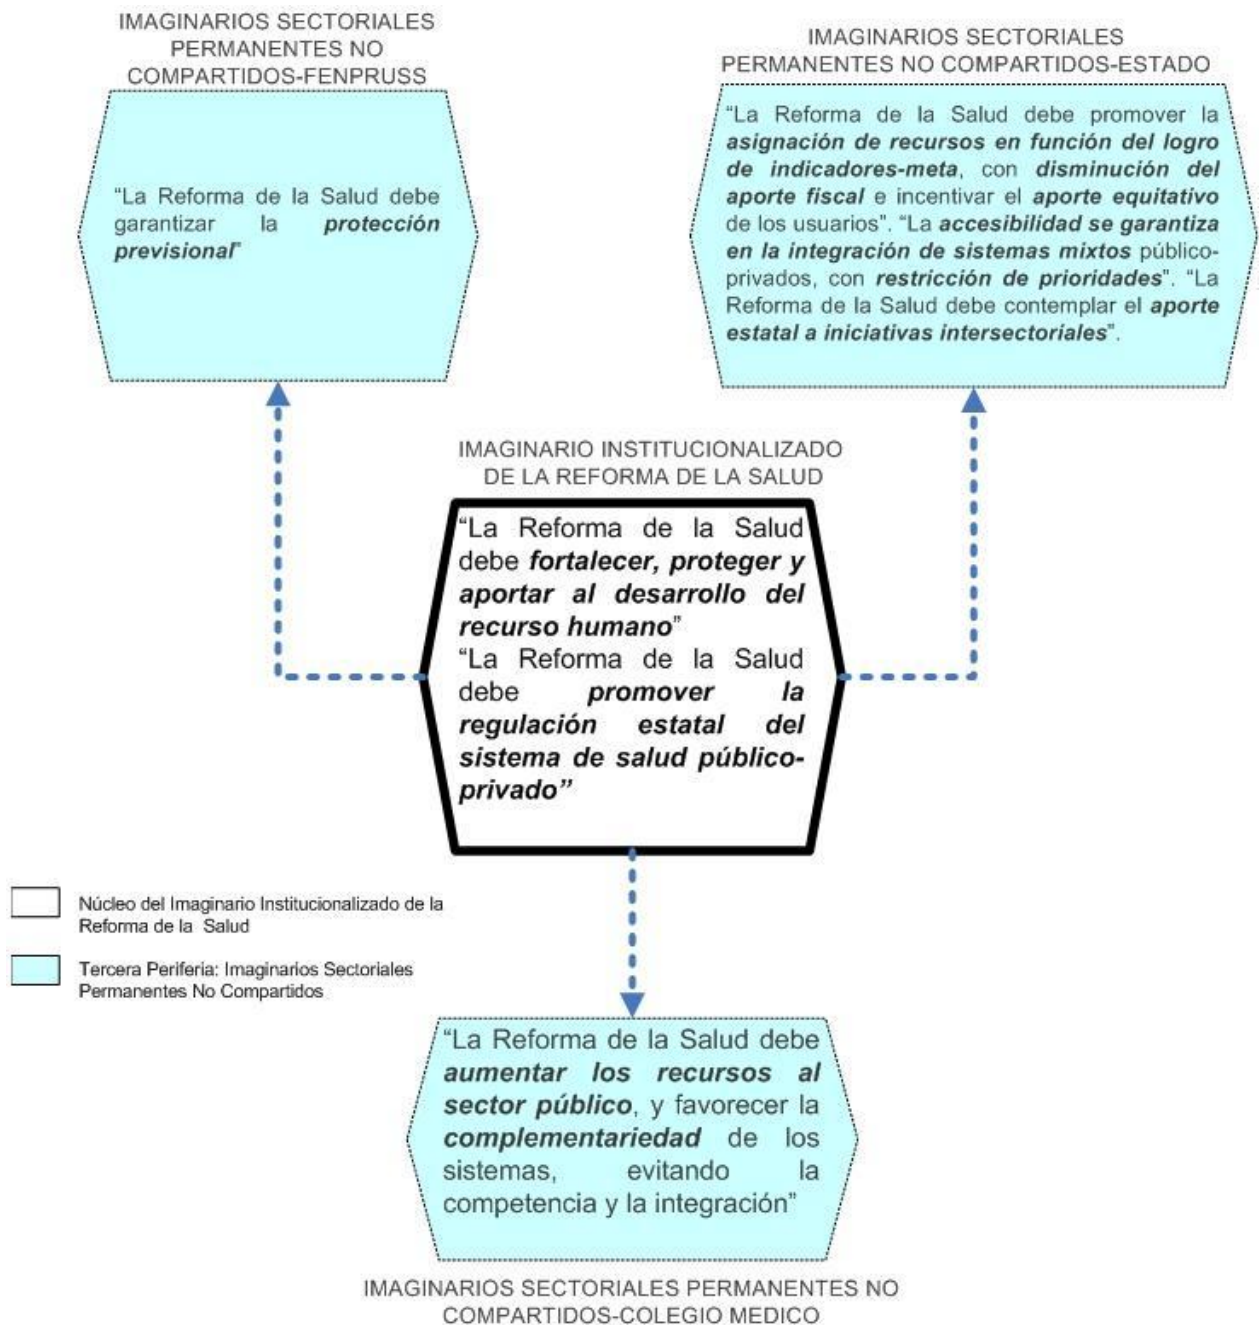 IMAGINARIOS SECTORIALES
PERMANENTES NO
COMPARTIDOS-FENPRUSS
“La Reforma de la Salud debe
garantizar la protección
previsional”
IMAGINARIOS SECTORIALES
PERMANENTES NO COMPARTIDOS-ESTADO
“La Reforma de la Salud debe promover la
asignación de recursos en función del logro
de indicadores-meta, con disminución del
aporte fiscal e incentivar el aporte equitativo
de los usuarios”. “La accesibilidad se garantiza
en la integración de sistemas mixtos público-
privados, con restricción de prioridades”. “La
Reforma de la Salud debe contemplar el aporte
estatal a iniciativas intersectoriales”.
IMAGINARIO INSTITUCIONALIZADO
DE LA REFORMA DE LA SALUD
“La Reforma de la Salud
debe fortalecer, proteger y
aportar al desarrollo del
recurso humano”
“La Reforma de la Salud
debe promover la
regulación estatal del
sistema de salud público-
privado”
Núcleo del Imaginario Institucionalizado de la
Reforma de la Salud
Tercera Periferia: Imaginarios Sectoriales
Permanentes No Compartidos
“La Reforma de la Salud debe
aumentar los recursos al
sector público, y favorecer la
complementariedad de los
sistemas, evitando la
competencia y la integración”
IMAGINARIOS SECTORIALES PERMANENTES NO
COMPARTIDOS-COLEGIO MEDICO